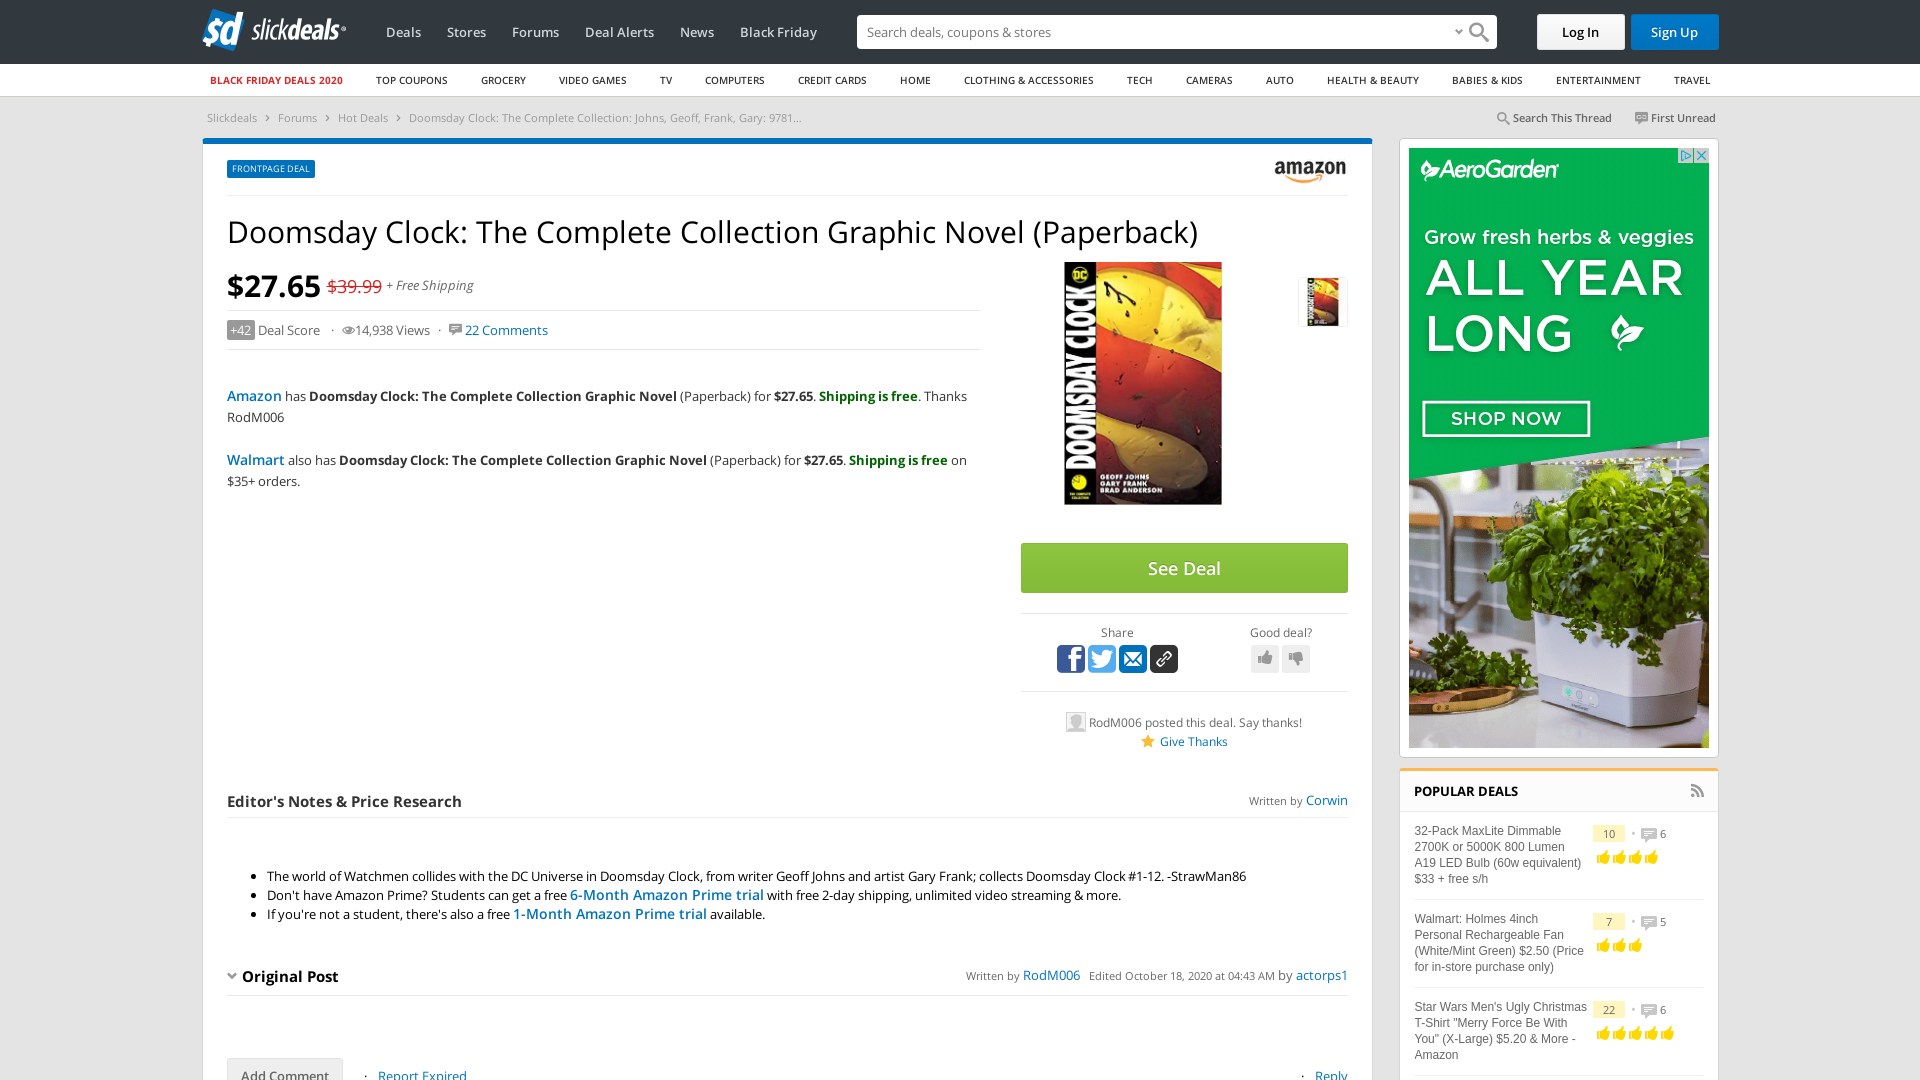 sd slickdeals
Deals Stores Forums Deal Alerts News Black Friday
Search deals, coupons & shops
Log In
Sign Up
BLACK FRIDAY DEALS 2020 TOP COUPONS GROCERY VIDEO GAMES TV COMPUTERS CREDIT CARDS HOME CLOTHING & ACCESSORIES TECH CAMERAS AUTO HEALTH & BEAUTY BABIES & KIDS ENTERTAINMENT TRAVEL
Slickdeals › Forums › Hot Deals › Doomsday Clock: The Complete Collection: Johns, Geoff, Frank, Gary: 9781...
Search This Thread First Unread
FRONTPAGE DEAL
amazon
Doomsday Clock: The Complete Collection Graphic Novel (Paperback)
$27.65 $39.99 + Free Shipping
+42 Deal Score · 14,938 Views · 22 Comments
Amazon has Doomsday Clock: The Complete Collection Graphic Novel (Paperback) for $27.65. Shipping is free. Thanks
RodM006
Walmart also has Doomsday Clock: The Complete Collection Graphic Novel (Paperback) for $27.65. Shipping is free on
$35+ orders.
DC
DOOMSDAY CLOCK
GEOFF JOHNS
GARY FRANK
BRAD ANDERSON
THE COMPLETE
COLLECTION
See Deal
Share
Good deal?
RodM006 posted this deal. Say thanks!
Give Thanks
Editor's Notes & Price Research
Written by Corwin
• The world of Watchmen collides with the DC Universe in Doomsday Clock, from writer Geoff Johns and artist Gary Frank; collects Doomsday Clock #1-12. -StrawMan86
• Don't have Amazon Prime? Students can get a free 6-Month Amazon Prime trial with free 2-day shipping, unlimited video streaming & more.
• If you're not a student, there's also a free 1-Month Amazon Prime trial available.
Original Post
Written by RodM006 Edited October 18, 2020 at 04:43 AM by actorps1
Add Comment
· Report Expired
· Reply
AeroGarden
Grow fresh herbs & veggies
ALL YEAR
LONG
SHOP NOW
POPULAR DEALS
32-Pack MaxLite Dimmable
2700K or 5000K 800 Lumen
A19 LED Bulb (60w equivalent)
$33 + free s/h
10 • 6
Walmart: Holmes 4inch
Personal Rechargeable Fan
(White/Mint Green) $2.50 (Price
for in-store purchase only)
7 • 5
Star Wars Men's Ugly Christmas
T-Shirt "Merry Force Be With
You" (X-Large) $5.20 & More -
Amazon
22 • 6